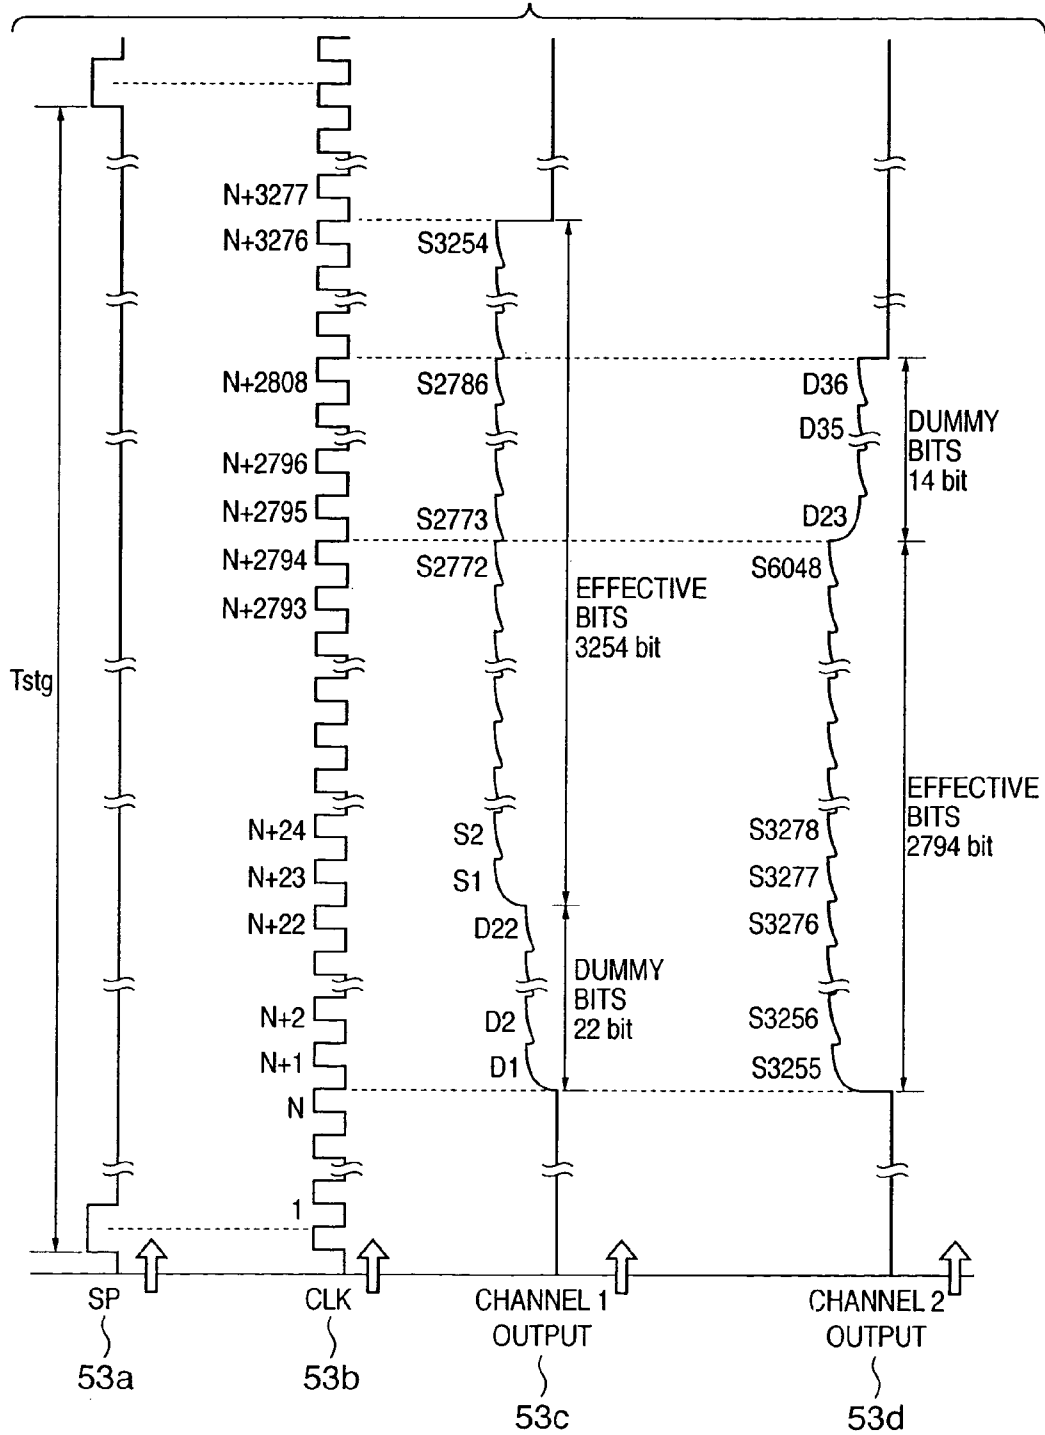 N+3277
N+3276
S3254
N+2808
S2786
D36
D35
DUMMY
BITS
14 bit
N+2796
N+2795
S2773
D23
N+2794
S2772
S6048
N+2793
EFFECTIVE
BITS
3254 bit
Tstg
EFFECTIVE
BITS
2794 bit
N+24
S2
S3278
N+23
S1
S3277
N+22
D22
S3276
DUMMY
BITS
22 bit
N+2
D2
S3256
N+1
D1
S3255
N
1
SP
CLK
CHANNEL 1
OUTPUT
CHANNEL 2
OUTPUT
53a
53b
53c
53d